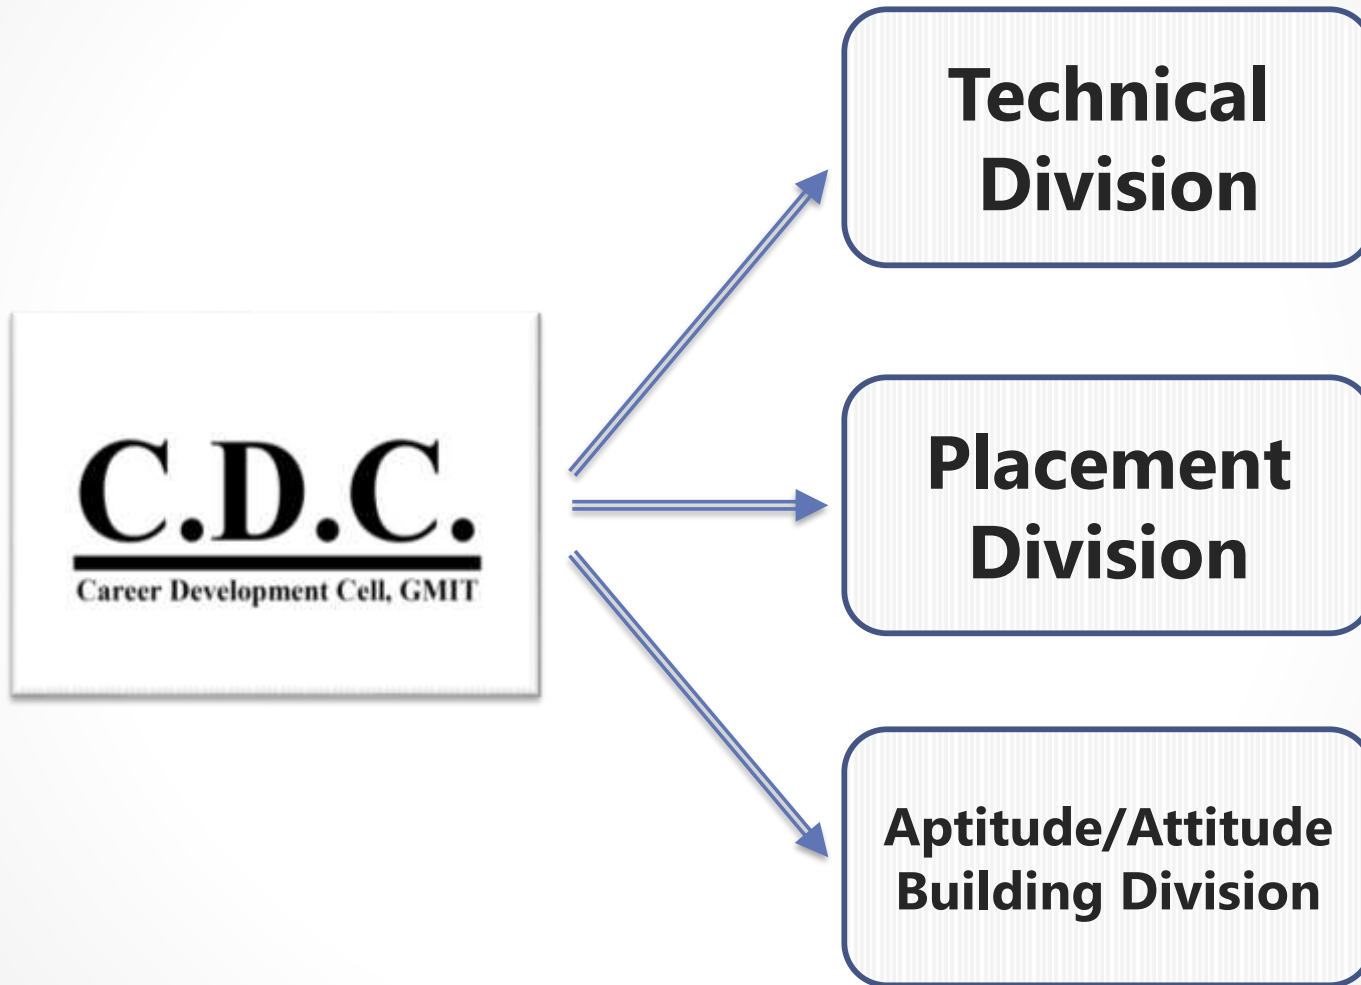 C.D.C.
Career Development Cell, GMIT
Technical
Division
Placement
Division
Aptitude/Attitude
Building Division